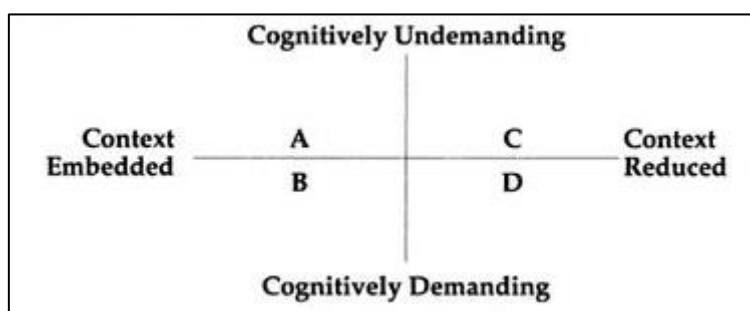 Cognitively Undemanding
Context
Embedded
A
C
Context
Reduced
B
D
Cognitively Demanding